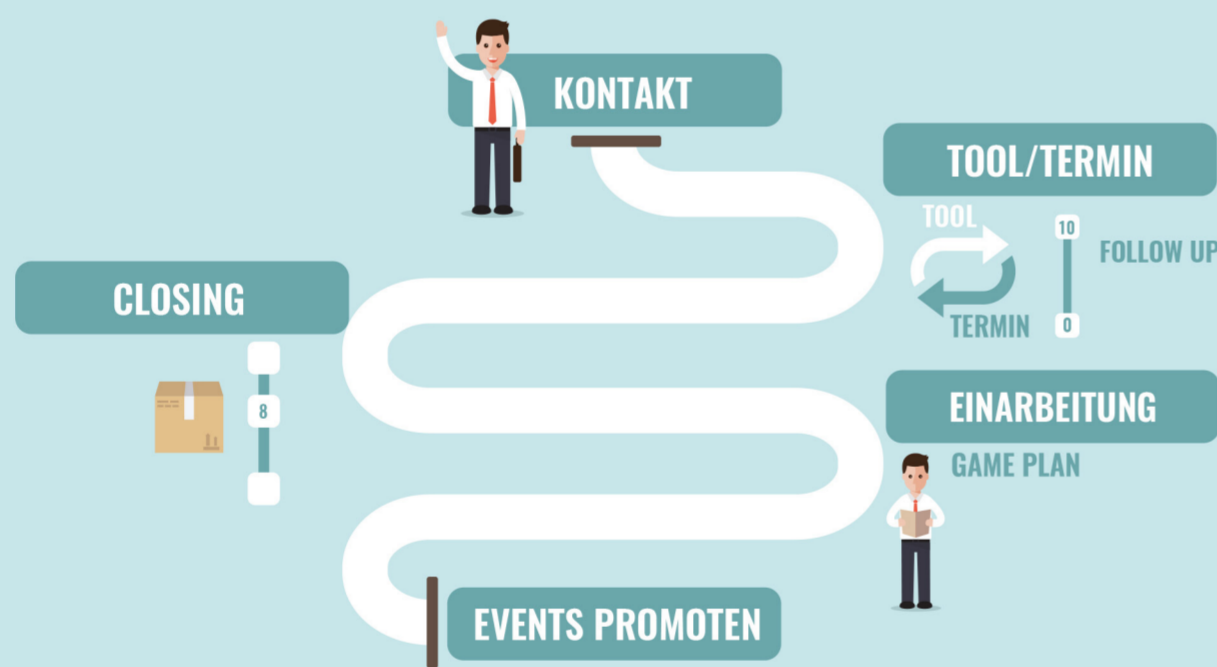 KONTAKT
TOOL/TERMIN
TOOL
10
FOLLOW UP
TERMIN
0
CLOSING
8
EINARBEITUNG
GAME PLAN
EVENTS PROMOTEN